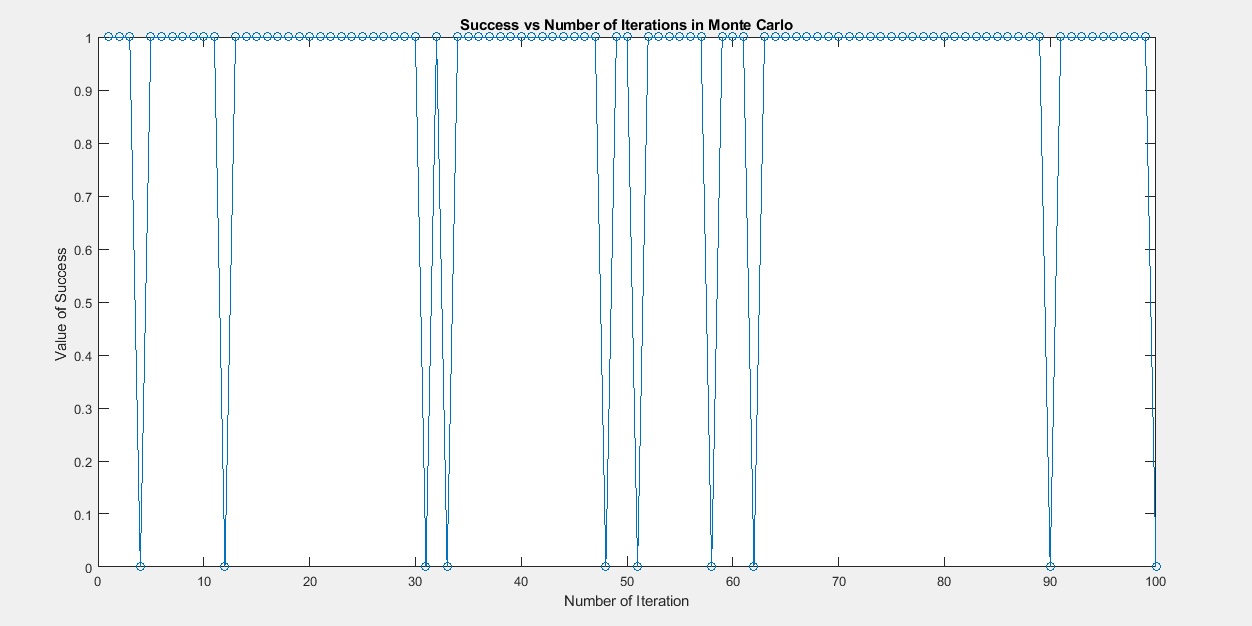 Success vs Number of Iterations in Monte Carlo
1
0.9
0.8
0.7
0.6
0.5
0.4
0.3
0.2
0.1
0
Value of Success
0 10 20 30 40 50 60 70 80 90 100
Number of Iteration